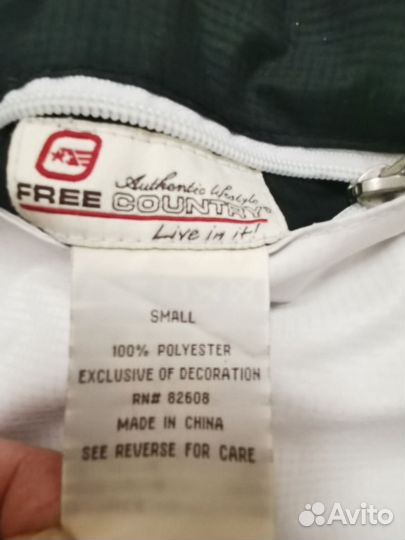 Authentic lifestyle
FREE COUNTRY®
Live in it!
SMALL
100% POLYESTER
EXCLUSIVE OF DECORATION
RN# 82608
MADE IN CHINA
SEE REVERSE FOR CARE
Avito